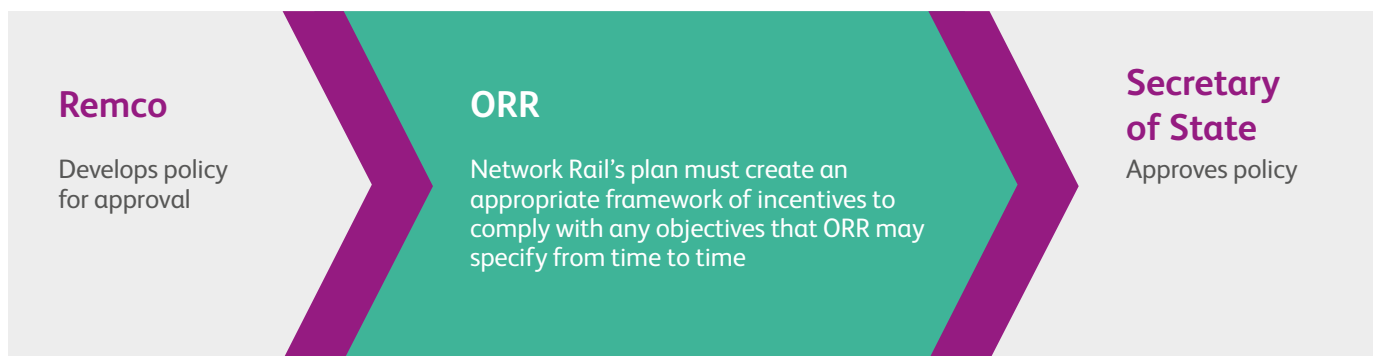 Remco
Develops policy
for approval
ORR
Network Rail’s plan must create an
appropriate framework of incentives to
comply with any objectives that ORR may
specify from time to time
Secretary
of State
Approves policy